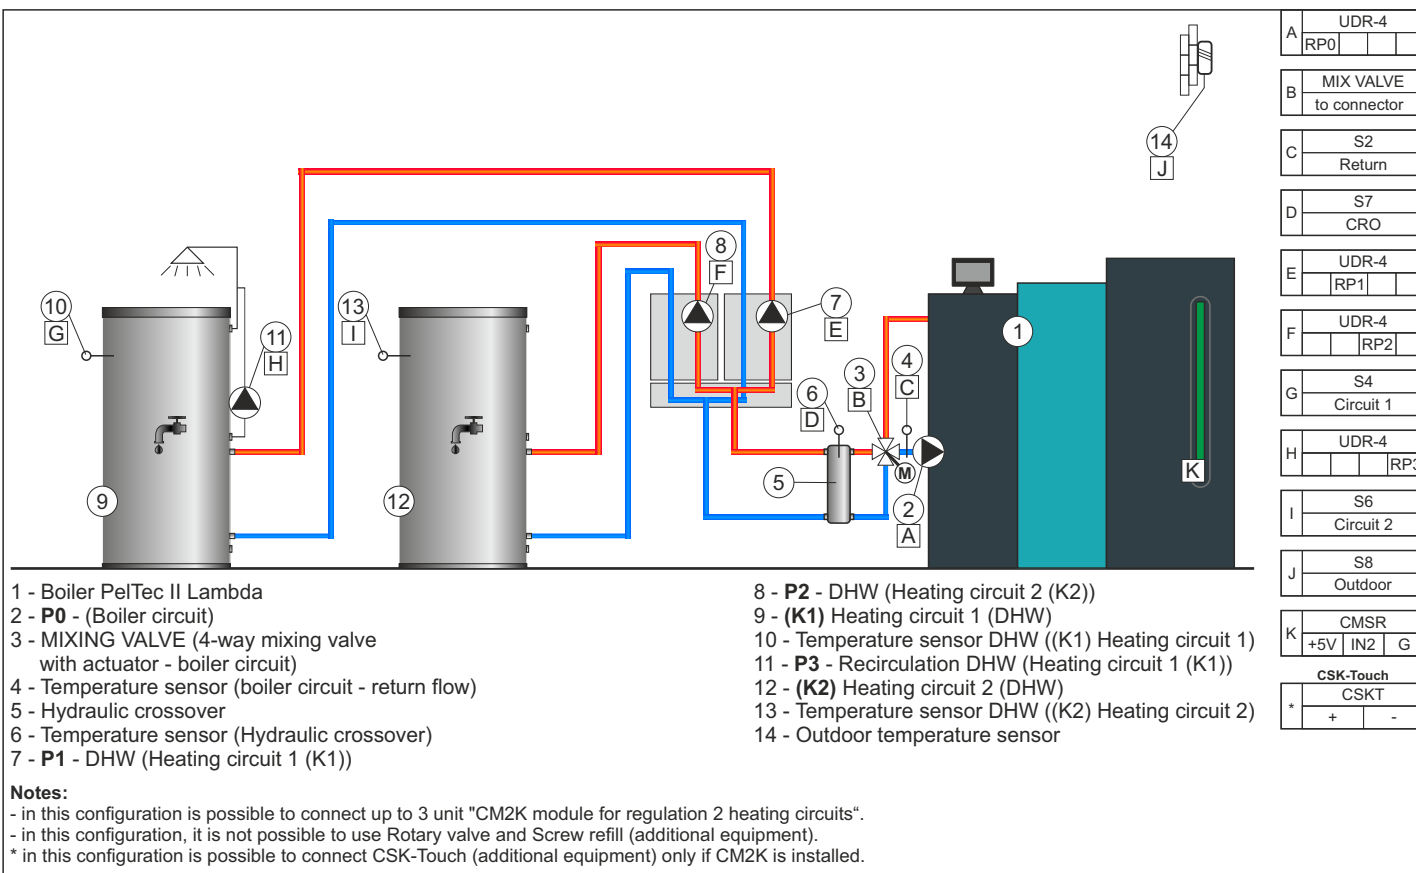 A
UDR-4
RP0
B
MIX VALVE
to connector
C
S2
Return
D
S7
CRO
E
UDR-4
RP1
F
UDR-4
RP2
G
S4
Circuit 1
H
UDR-4
RP3
I
S6
Circuit 2
J
S8
Outdoor
K
CMSR
+5V IN2 G
CSK-Touch
*
CSKT
+ -
14
J
8
F
7
E
10
G
13
I
11
H
1
3
B
4
C
6
D
M
K
5
9
12
2
A
1 - Boiler PelTec II Lambda
2 - P0 - (Boiler circuit)
3 - MIXING VALVE (4-way mixing valve
with actuator - boiler circuit)
4 - Temperature sensor (boiler circuit - return flow)
5 - Hydraulic crossover
6 - Temperature sensor (Hydraulic crossover)
7 - P1 - DHW (Heating circuit 1 (K1))
8 - P2 - DHW (Heating circuit 2 (K2))
9 - (K1) Heating circuit 1 (DHW)
10 - Temperature sensor DHW ((K1) Heating circuit 1)
11 - P3 - Recirculation DHW (Heating circuit 1 (K1))
12 - (K2) Heating circuit 2 (DHW)
13 - Temperature sensor DHW ((K2) Heating circuit 2)
14 - Outdoor temperature sensor
Notes:
- in this configuration is possible to connect up to 3 unit "CM2K module for regulation 2 heating circuits“.
- in this configuration, it is not possible to use Rotary valve and Screw refill (additional equipment).
* in this configuration is possible to connect CSK-Touch (additional equipment) only if CM2K is installed.